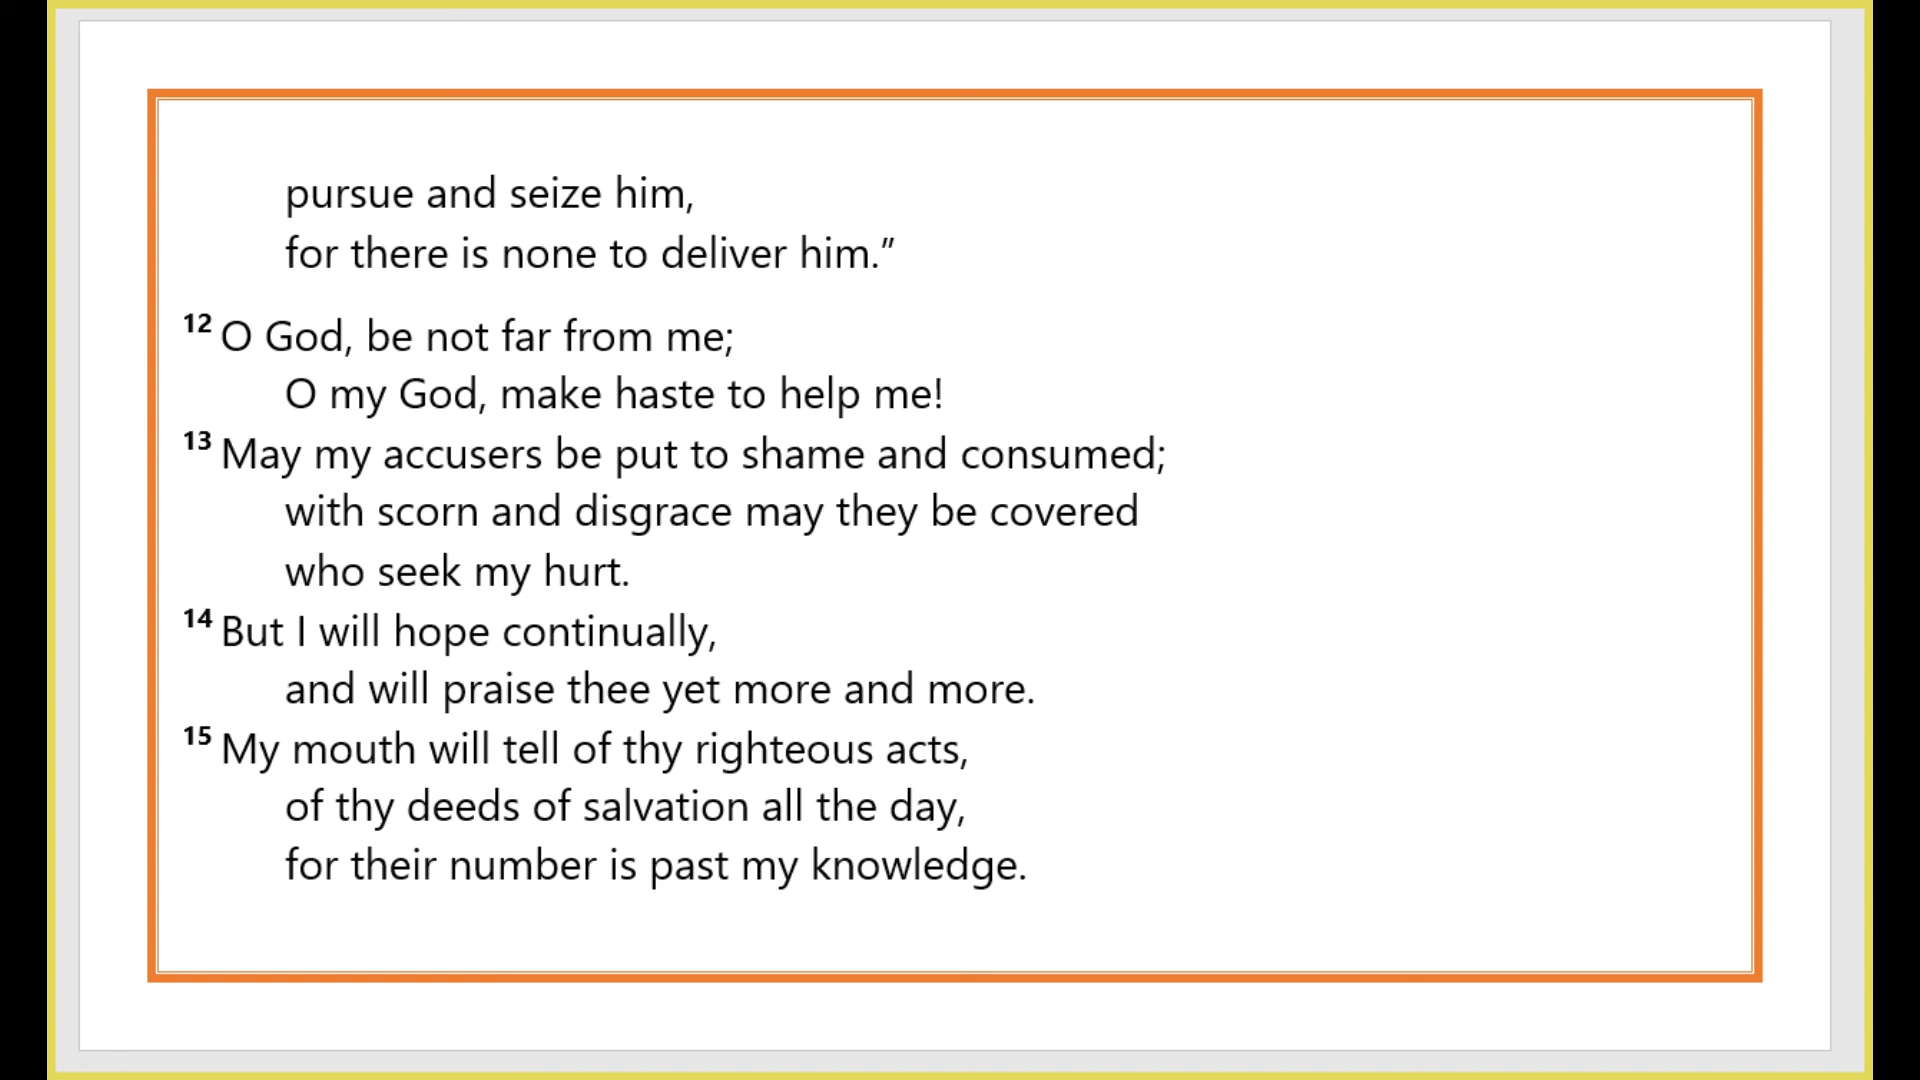 pursue and seize him,
for there is none to deliver him.”
12 O God, be not far from me;
O my God, make haste to help me!
13 May my accusers be put to shame and consumed;
with scorn and disgrace may they be covered
who seek my hurt.
14 But I will hope continually,
and will praise thee yet more and more.
15 My mouth will tell of thy righteous acts,
of thy deeds of salvation all the day,
for their number is past my knowledge.